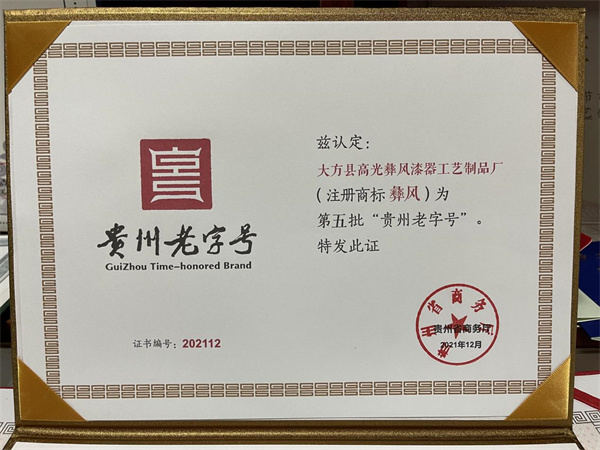 贵州老字号
GuiZhou Time-honored Brand
证书编号：202112
兹认定：
大方县高光彝风漆器工艺制品厂
（注册商标 彝风）为
第五批“贵州老字号”。
特发此证
贵州省商务厅
2021年12月